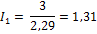 I₁ = 3/2,29 = 1,31